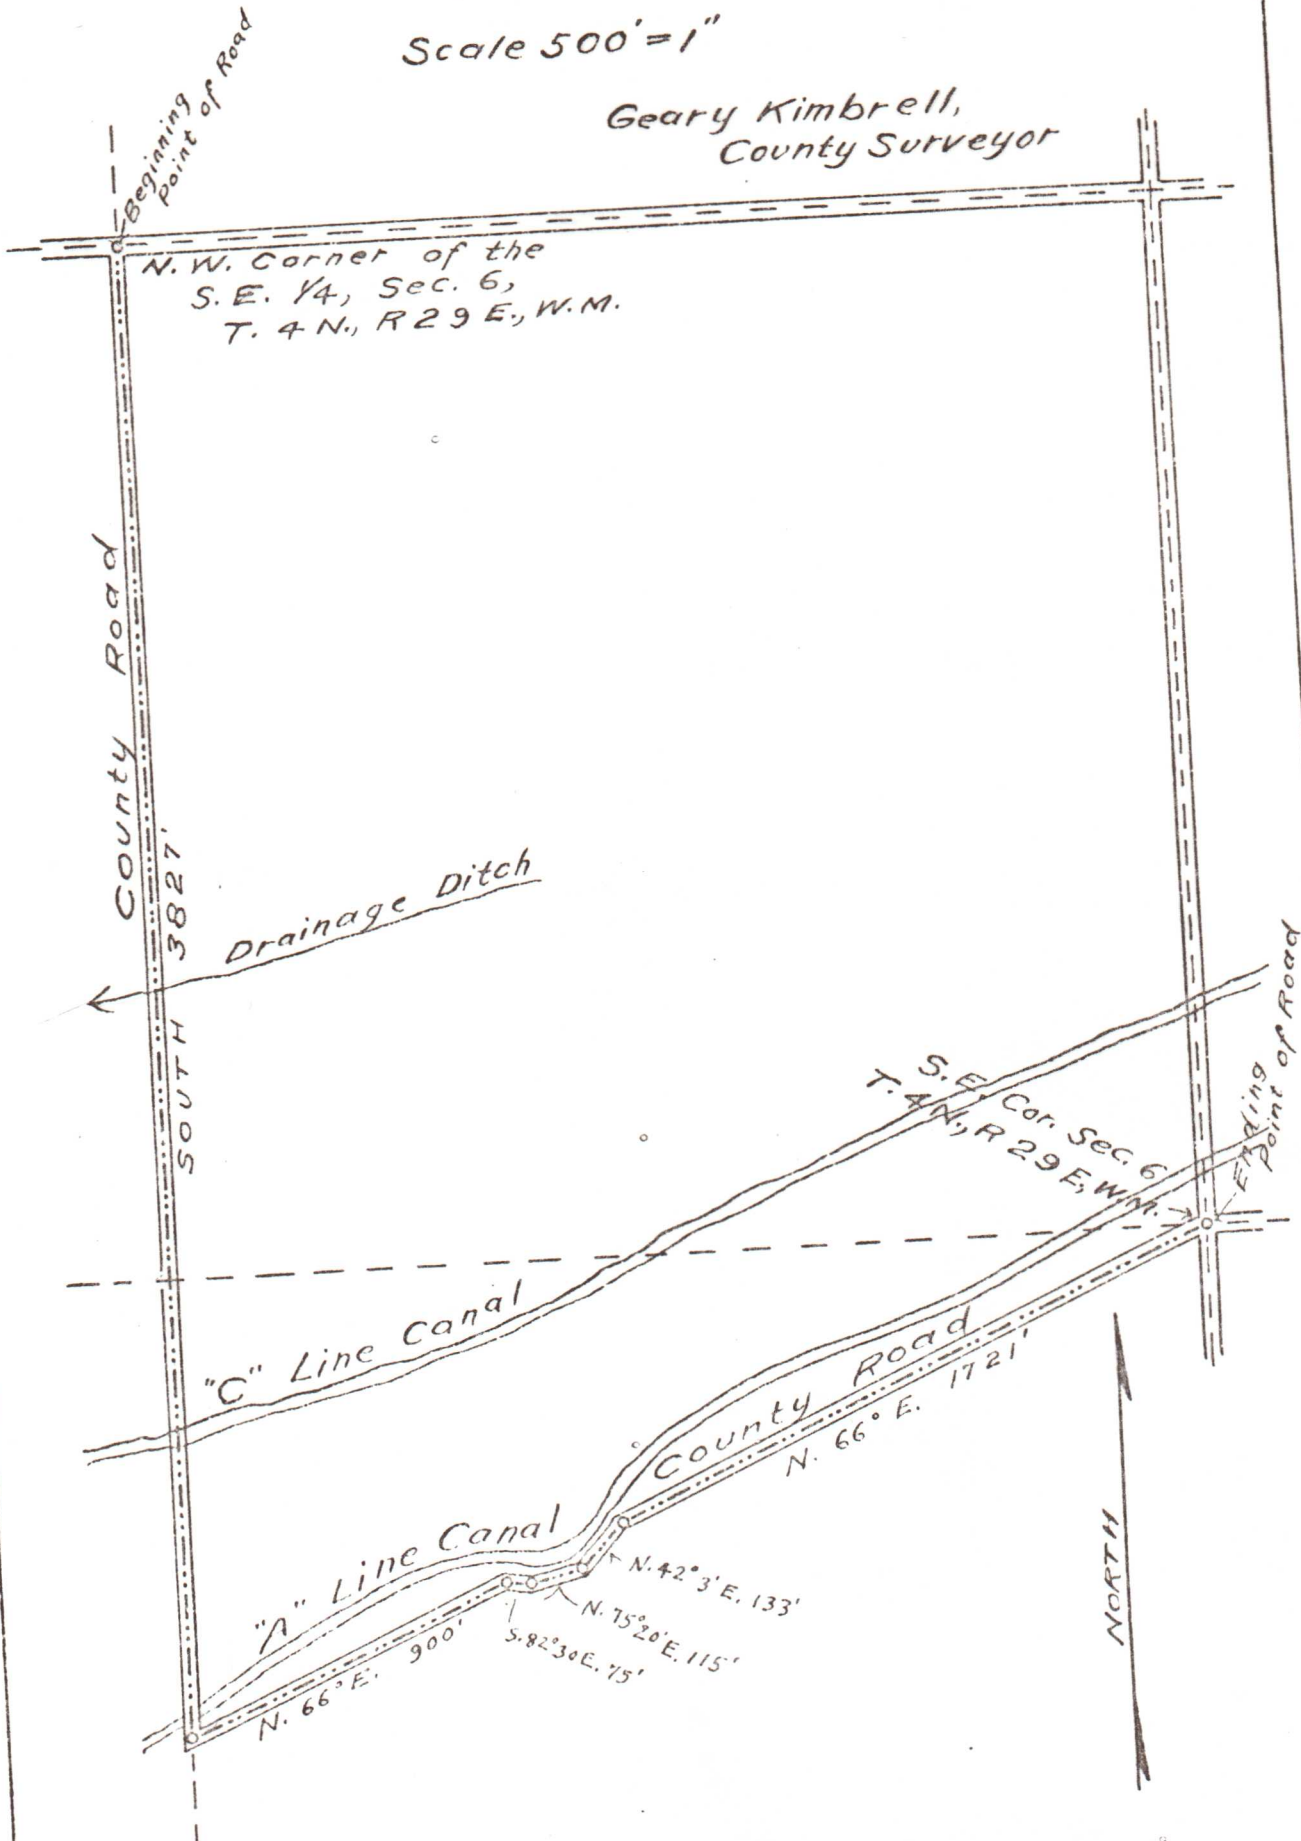 Scale 500' = 1"
Geary Kimbrell,
County Surveyor
Beginning
Point of Road
N. W. Corner of the
S. E. 1/4, Sec. 6,
T. 4 N., R 29 E., W. M.
County Road
SOUTH 3827'
Drainage Ditch
S. E. Cor. Sec. 6
T. 4 N., R 29 E., W. M.
Ending
Point of Road
"C" Line Canal
County Road
N. 66° E. 1721'
"A" Line Canal
N. 42° 3' E. 133'
N. 75° 20' E. 115'
S. 82° 30 E. 75'
N. 66° E. 900'
NORTH